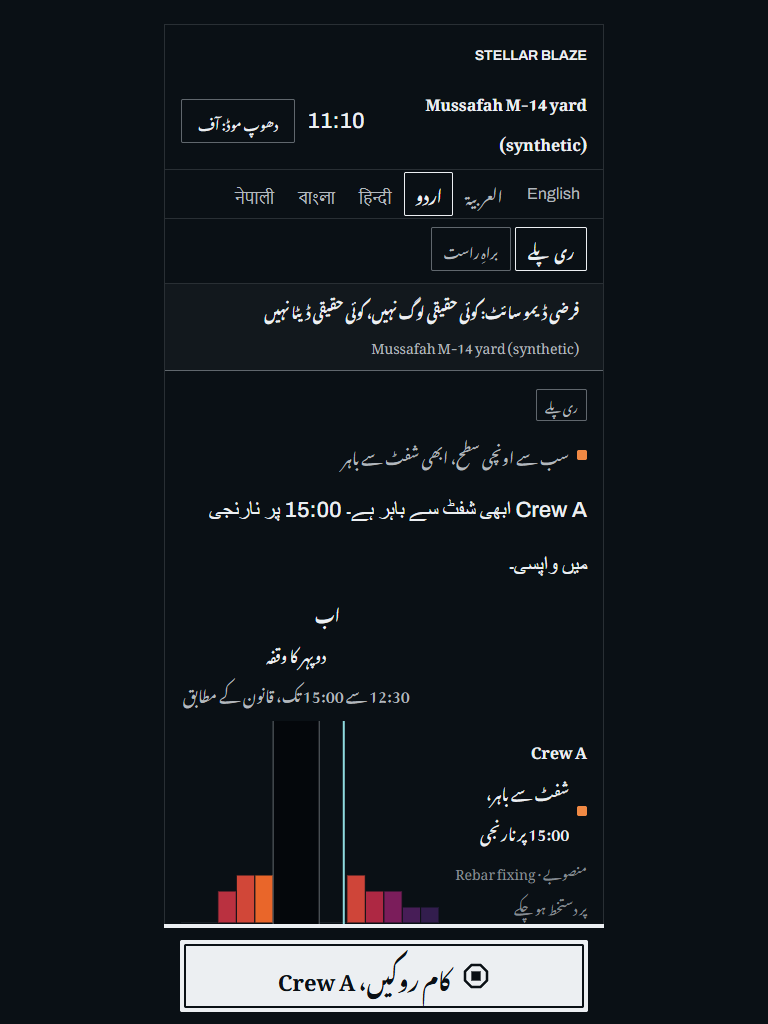 STELLAR BLAZE
Mussafah M-14 yard
(synthetic)
11:10
دھوپ موڈ: آف
English
العربية
اردو
हिन्दी
বাংলা
नेपाली
ری پلے
براہِ راست
فرضی ڈیمو سائٹ: کوئی حقیقی لوگ نہیں، کوئی حقیقی ڈیٹا نہیں
Mussafah M-14 yard (synthetic)
ری پلے
سب سے اونچی سطح، ابھی شفٹ سے باہر
Crew A ابھی شفٹ سے باہر ہے۔ 15:00 پر نارنجی
میں واپسی۔
اب
دوپہر کا وقفہ
12:30 سے 15:00 تک، قانون کے مطابق
Crew A
شفٹ سے باہر،
15:00 پر نارنجی
Rebar fixing · منصوبے
پر دستخط ہو چکے
کام روکیں، Crew A